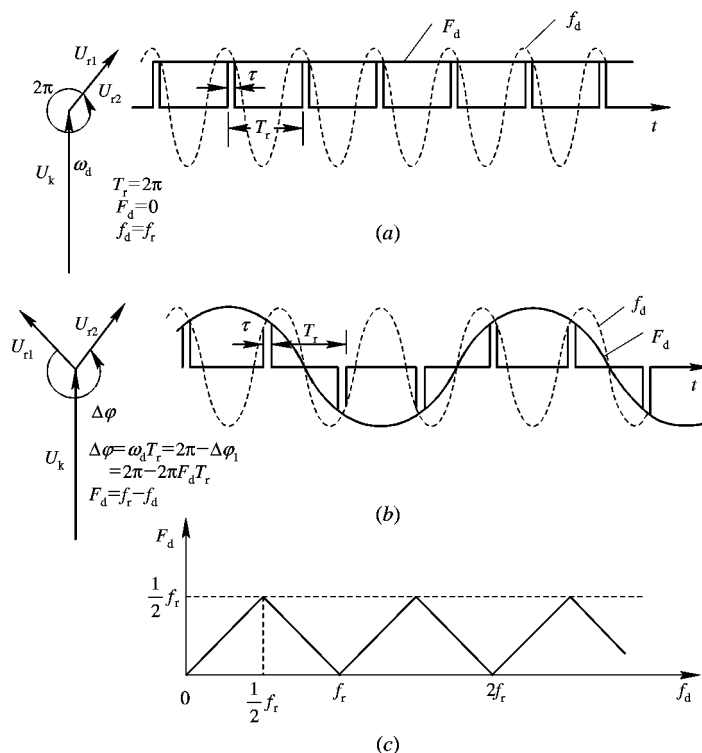 U_r1
F_d
f_d
2π
U_r2
τ
T_r
t
U_k
ω_d
T_r=2π
F_d=0
f_d=f_r
(a)
U_r1
U_r2
τ
T_r
f_d
F_d
t
Δφ
U_k
Δφ=ω_dT_r=2π−Δφ_1
=2π−2πF_dT_r
F_d=f_r−f_d
(b)
F_d
1/2 f_r
0
1/2 f_r
f_r
2f_r
f_d
(c)